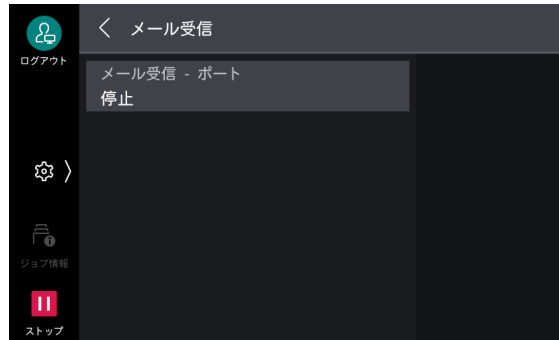 メール受信
ログアウト
メール受信 - ポート
停止
ジョブ情報
ストップ